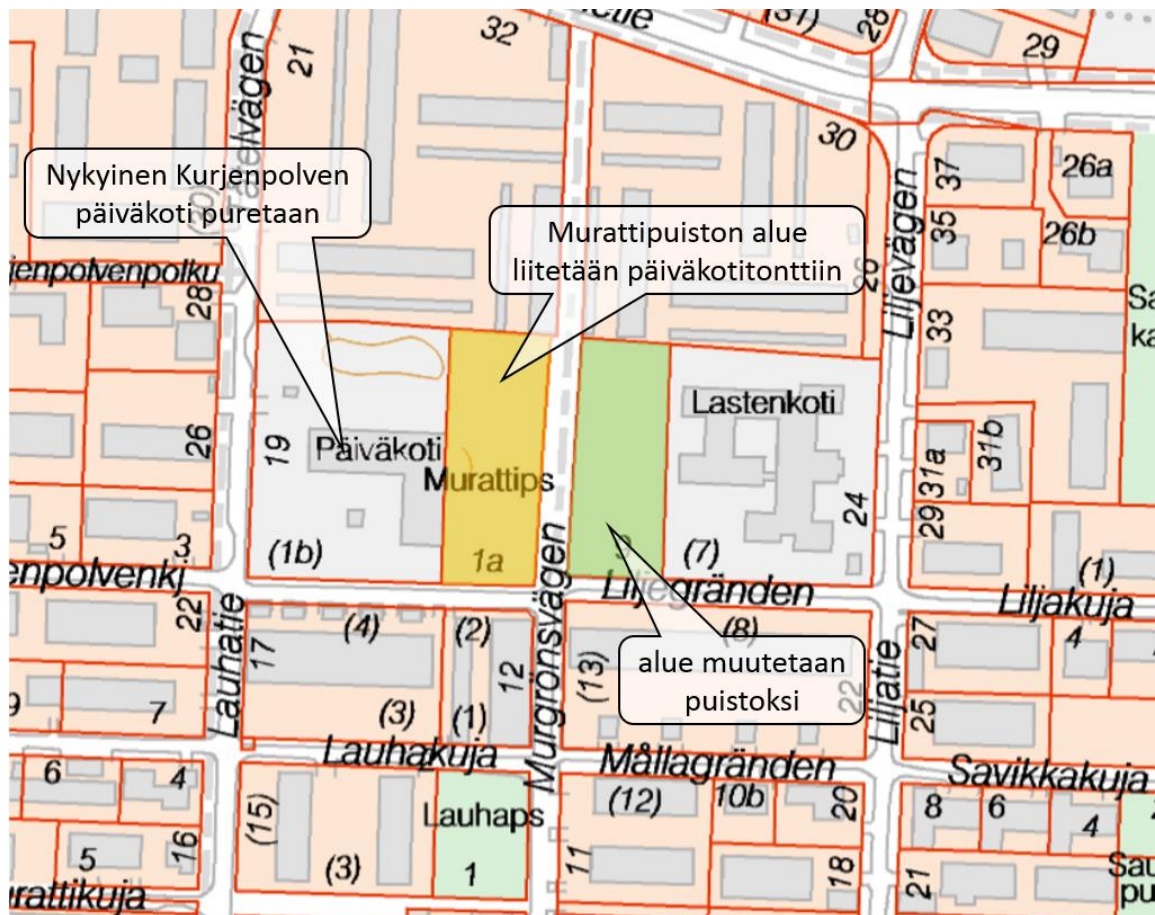 32
(31)
28
29
21
30
37
26a
Nykyinen Kurjenpolven
päiväkoti puretaan
Murattipuiston alue
liitetään päiväkotitonttiin
35
26b
Liljevägen
28
26
33
19
Päiväkoti
Lastenkoti
26
Murattips
31a
31b
24
29
5
3
(1b)
1a
9
(7)
(1)
Murgrönsvägen
Liljegränden
Liljakuja
22
Lauhatie
17
(4)
(2)
12
(13)
(8)
alue muutetaan
puistoksi
22
Liljatie
27
4
25
7
(3)
(1)
Lauhakuja
Mållagränden
Savikkakuja
6
4
(15)
Lauhaps
(12)
10b
20
8
6
4
5
16
(3)
1
11
18
21